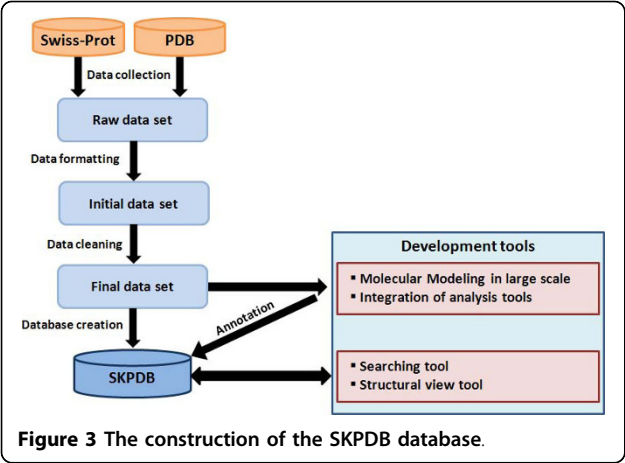 Swiss-Prot
PDB
Data collection
Raw data set
Data formatting
Initial data set
Data cleaning
Development tools
Final data set
▪ Molecular Modeling in large scale
▪ Integration of analysis tools
Database creation
Annotation
SKPDB
▪ Searching tool
▪ Structural view tool
Figure 3 The construction of the SKPDB database.